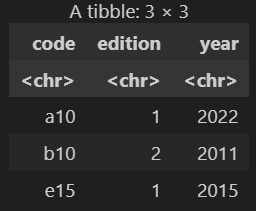 A tibble: 3 × 3
code edition year
<chr> <chr> <chr>
a10 1 2022
b10 2 2011
e15 1 2015